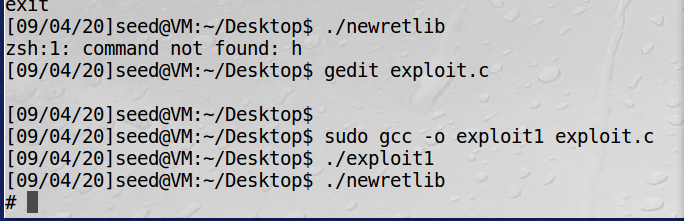 exit
[09/04/20]seed@VM:~/Desktop$ ./newretlib
zsh:1: command not found: h
[09/04/20]seed@VM:~/Desktop$ gedit exploit.c
[09/04/20]seed@VM:~/Desktop$
[09/04/20]seed@VM:~/Desktop$ sudo gcc -o exploit1 exploit.c
[09/04/20]seed@VM:~/Desktop$ ./exploit1
[09/04/20]seed@VM:~/Desktop$ ./newretlib
#